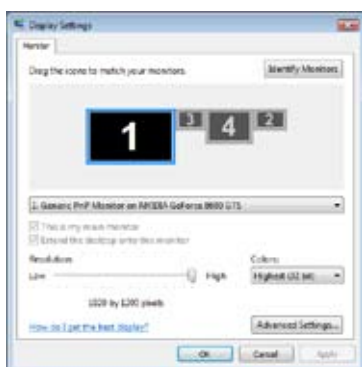 Display Settings
Monitor
Drag the icons to match your monitors.
Identify Monitors
1
3
4
2
Generic PnP Monitor on NVIDIA GeForce 8600 GTS
This is my main monitor
Extend the desktop onto this monitor
Resolution:
Low
High
by 1200 pixels
Colors:
Highest (32 bit)
How do I get the best display?
Advanced Settings...
OK
Cancel
Apply